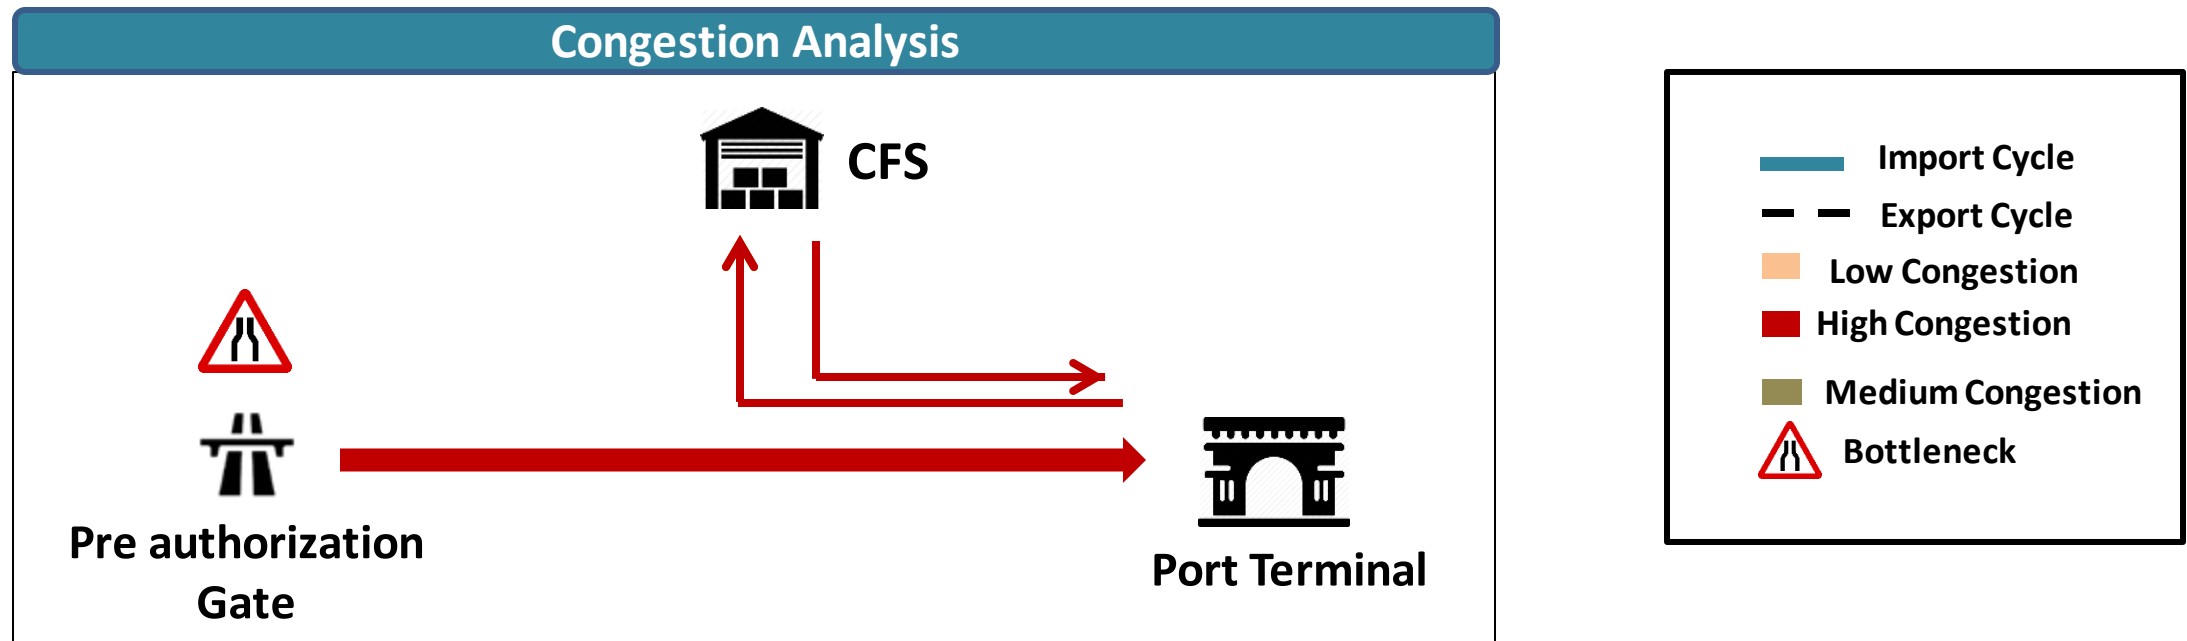 Congestion Analysis
CFS
Pre authorization
Gate
Port Terminal
Import Cycle
Export Cycle
Low Congestion
High Congestion
Medium Congestion
Bottleneck